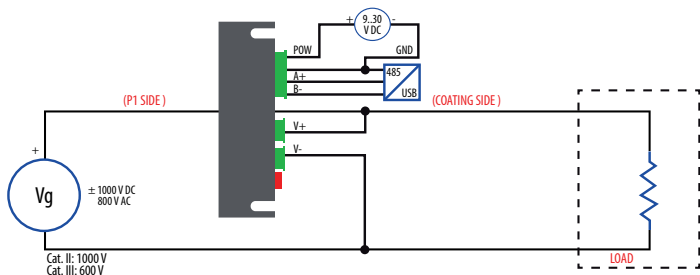 + 9..30 -
V DC
POW
GND
A+
485
B-
USB
(P1 SIDE )
(COATING SIDE )
V+
V-
+
Vg
± 1000 V DC
800 V AC
Cat. II: 1000 V
Cat. III: 600 V
LOAD